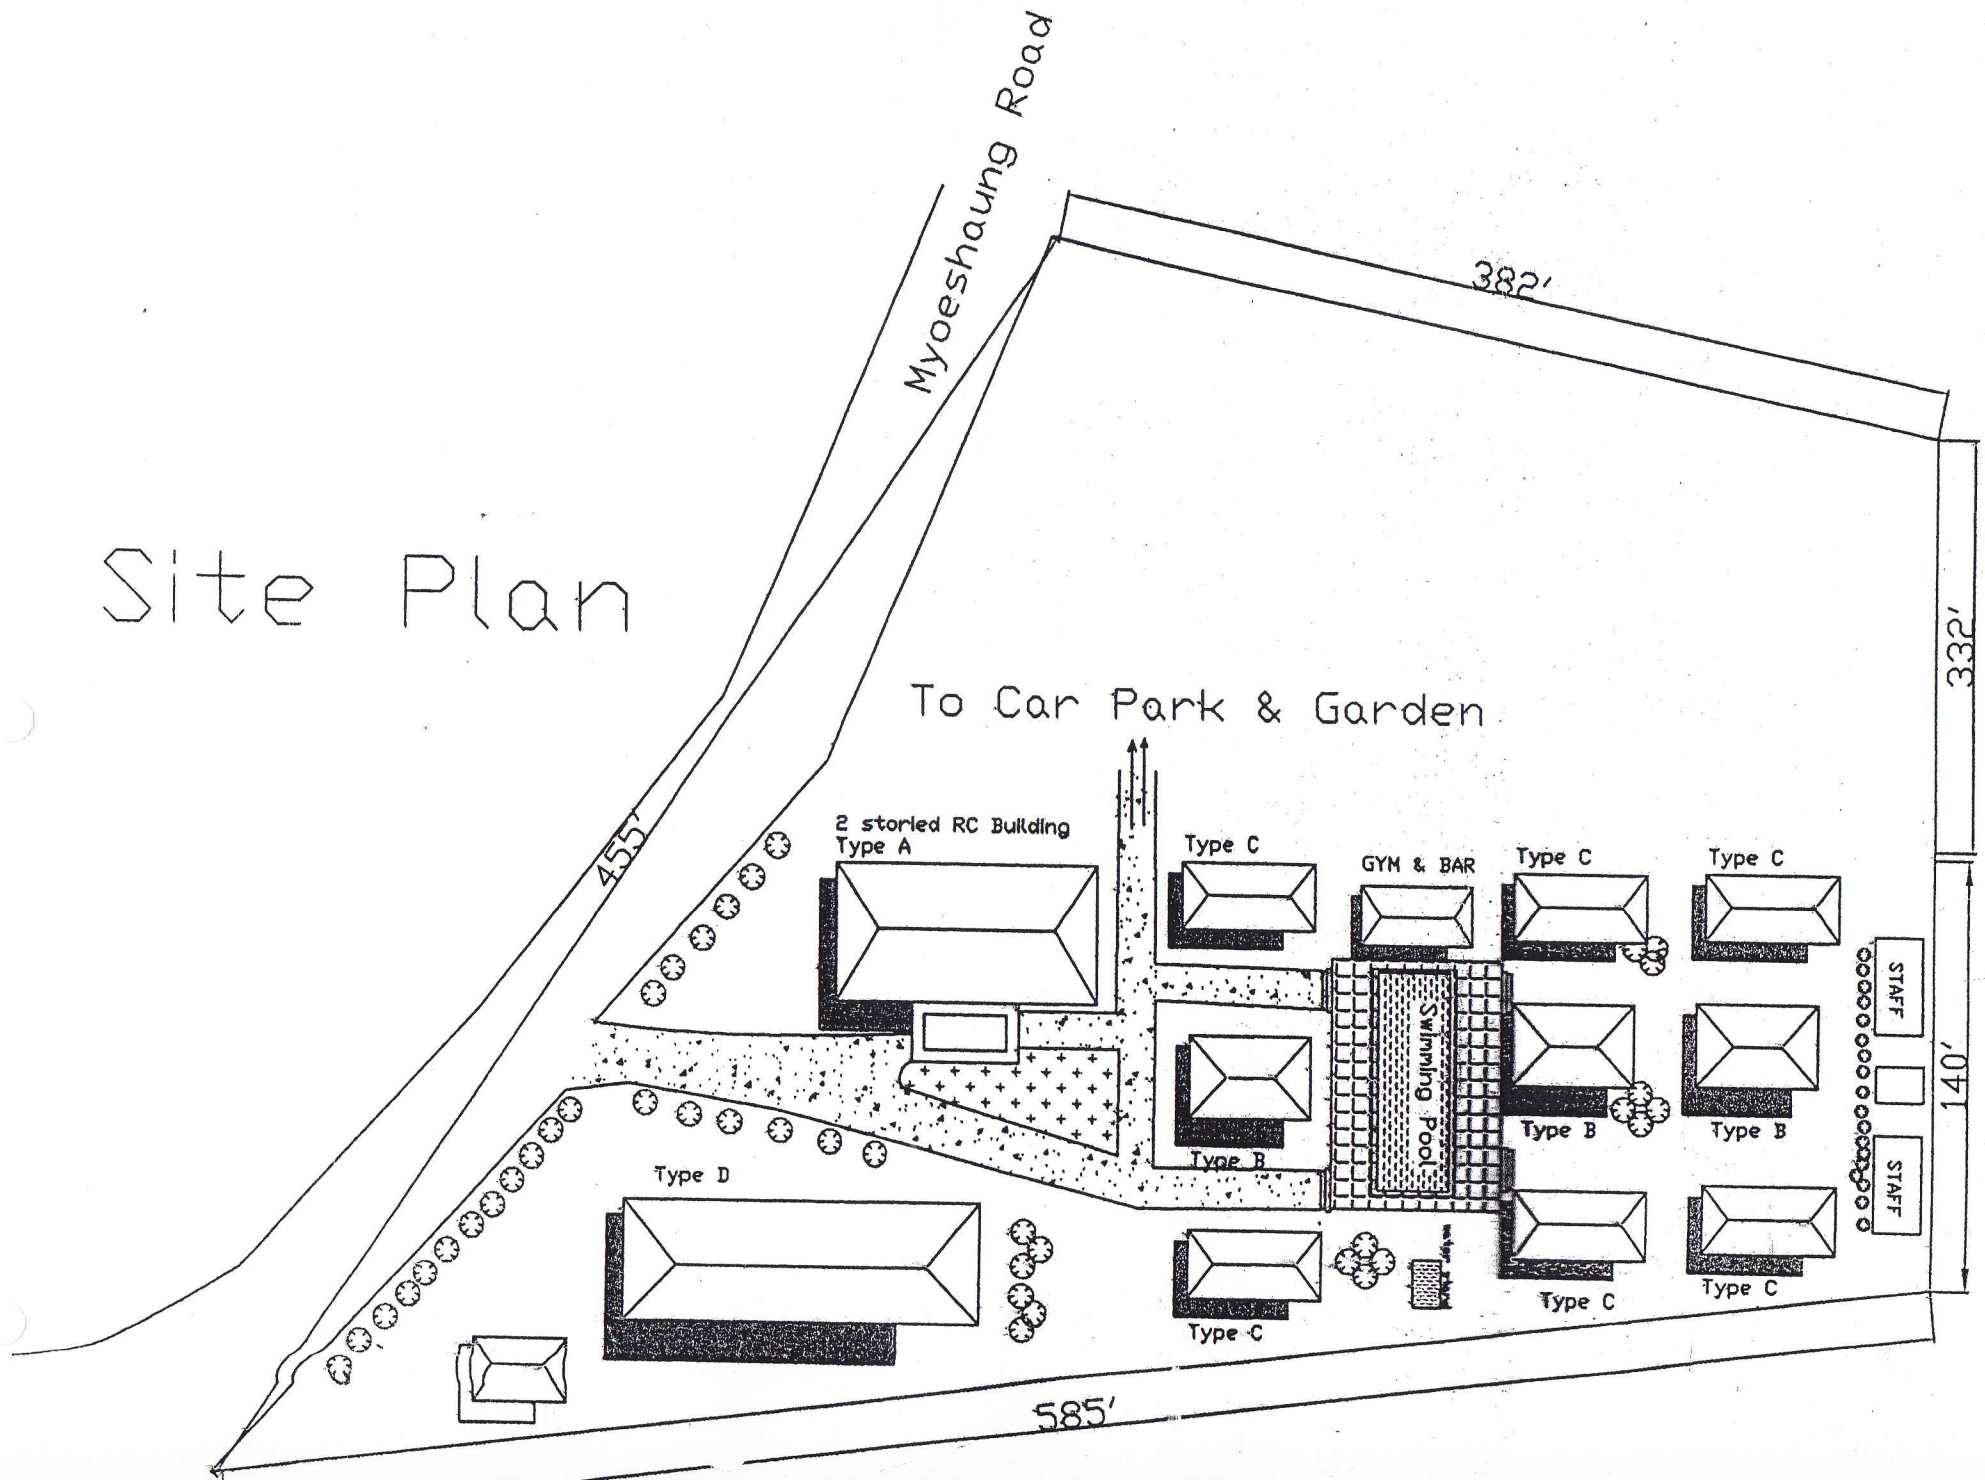 Myoeshaung Road
382'
Site Plan
332'
To Car Park & Garden
455'
2 storied RC Building
Type A
Type C
GYM & BAR
Type C
Type C
STAFF
Swimming Pool
140'
Type B
Type B
Type B
Type D
STAFF
Type C
Type C
Type C
585'